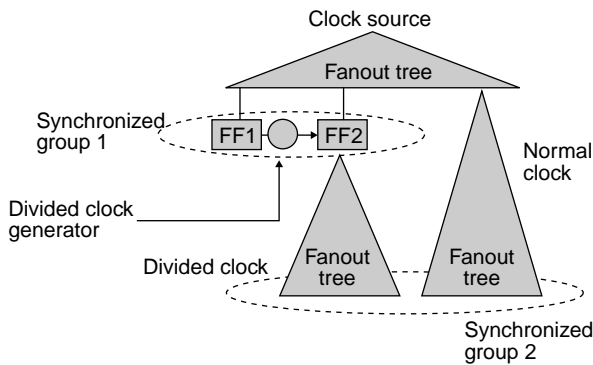 Clock source
Fanout tree
Synchronized
group 1
FF1
FF2
Normal
clock
Divided clock
generator
Divided clock
Fanout
tree
Fanout
tree
Synchronized
group 2